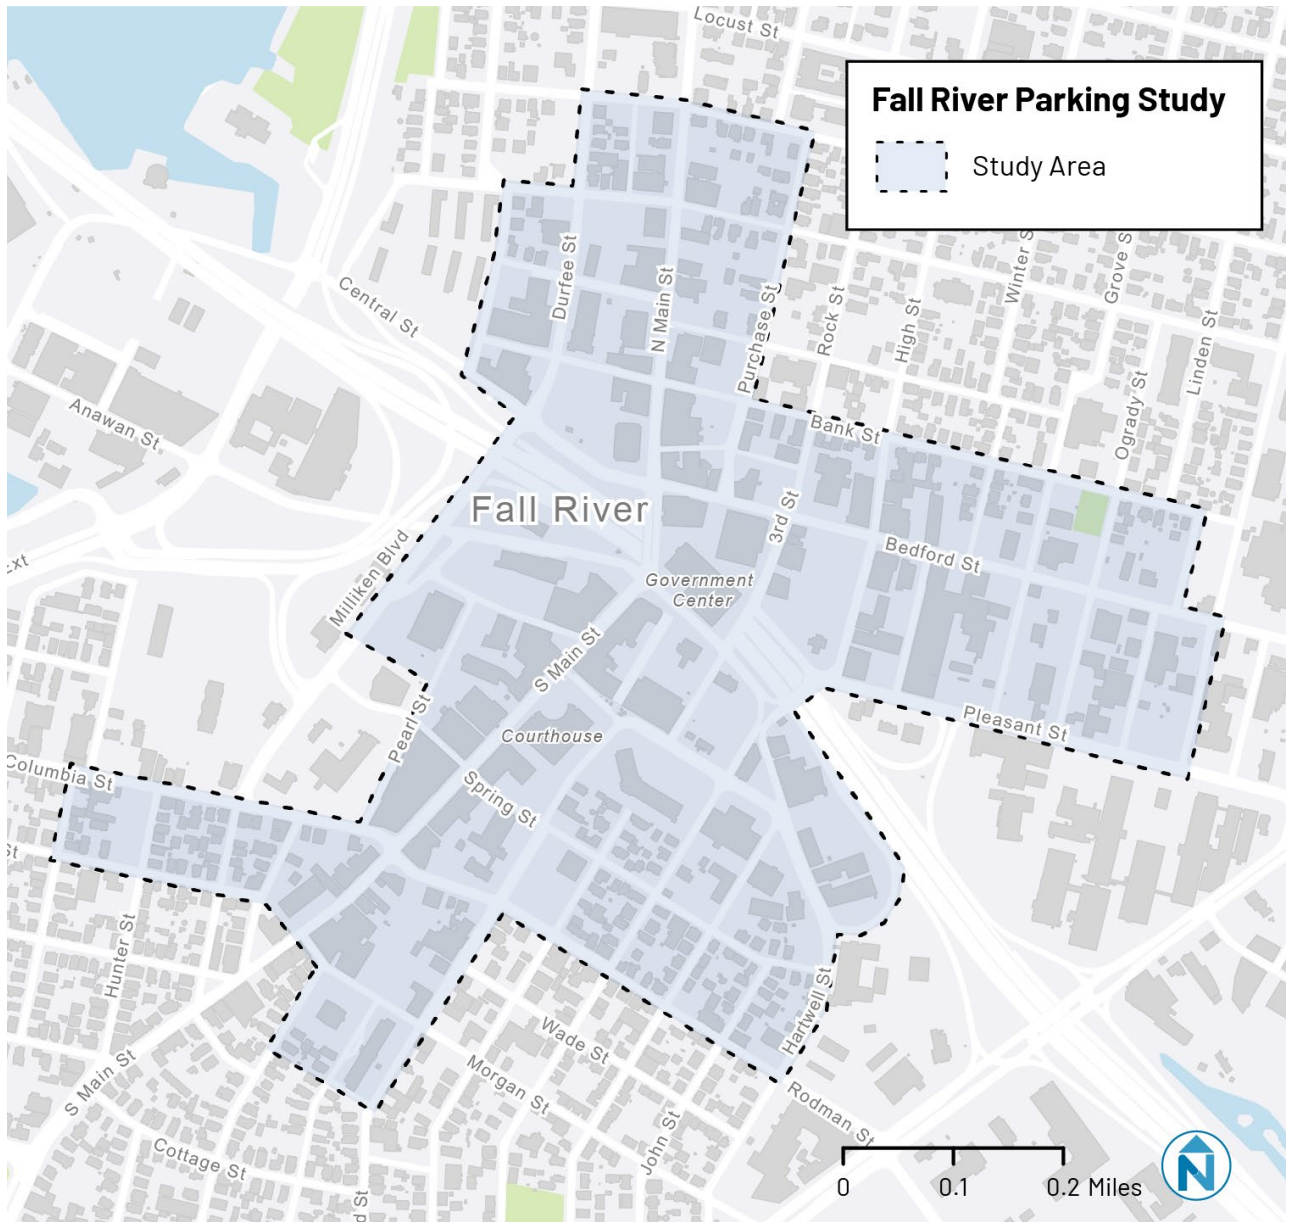 Locust St
Fall River Parking Study
Study Area
Durfee St
N Main St
Purchase St
Rock St
High St
Winter S
Grove S
Linden St
Ogrady St
Central St
Anawan St
Bank St
3rd St
Fall River
Bedford St
Milliken Blvd
Ext
Government
Center
S Main St
Courthouse
Pearl St
Pleasant St
Columbia St
Spring St
St
Hunter St
Hartwell St
Wade St
Morgan St
S Main St
Rodman St
John St
Cottage St
d St
0
0.1
0.2 Miles
N